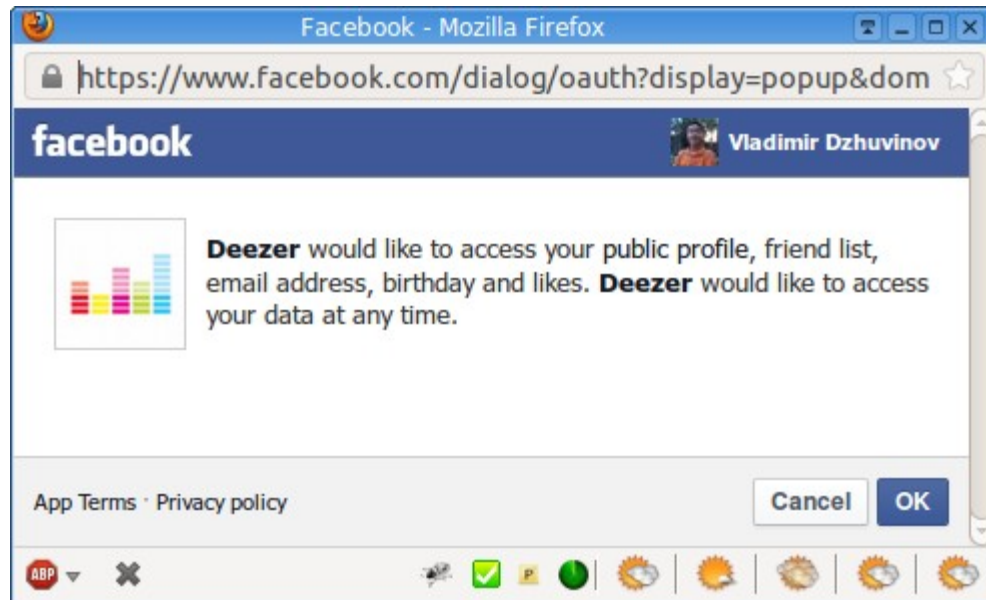 Facebook - Mozilla Firefox
https://www.facebook.com/dialog/oauth?display=popup&dom
facebook
Vladimir Dzhuvinov
Deezer would like to access your public profile, friend list,
email address, birthday and likes. Deezer would like to access
your data at any time.
App Terms · Privacy policy
Cancel
OK
ABP
P